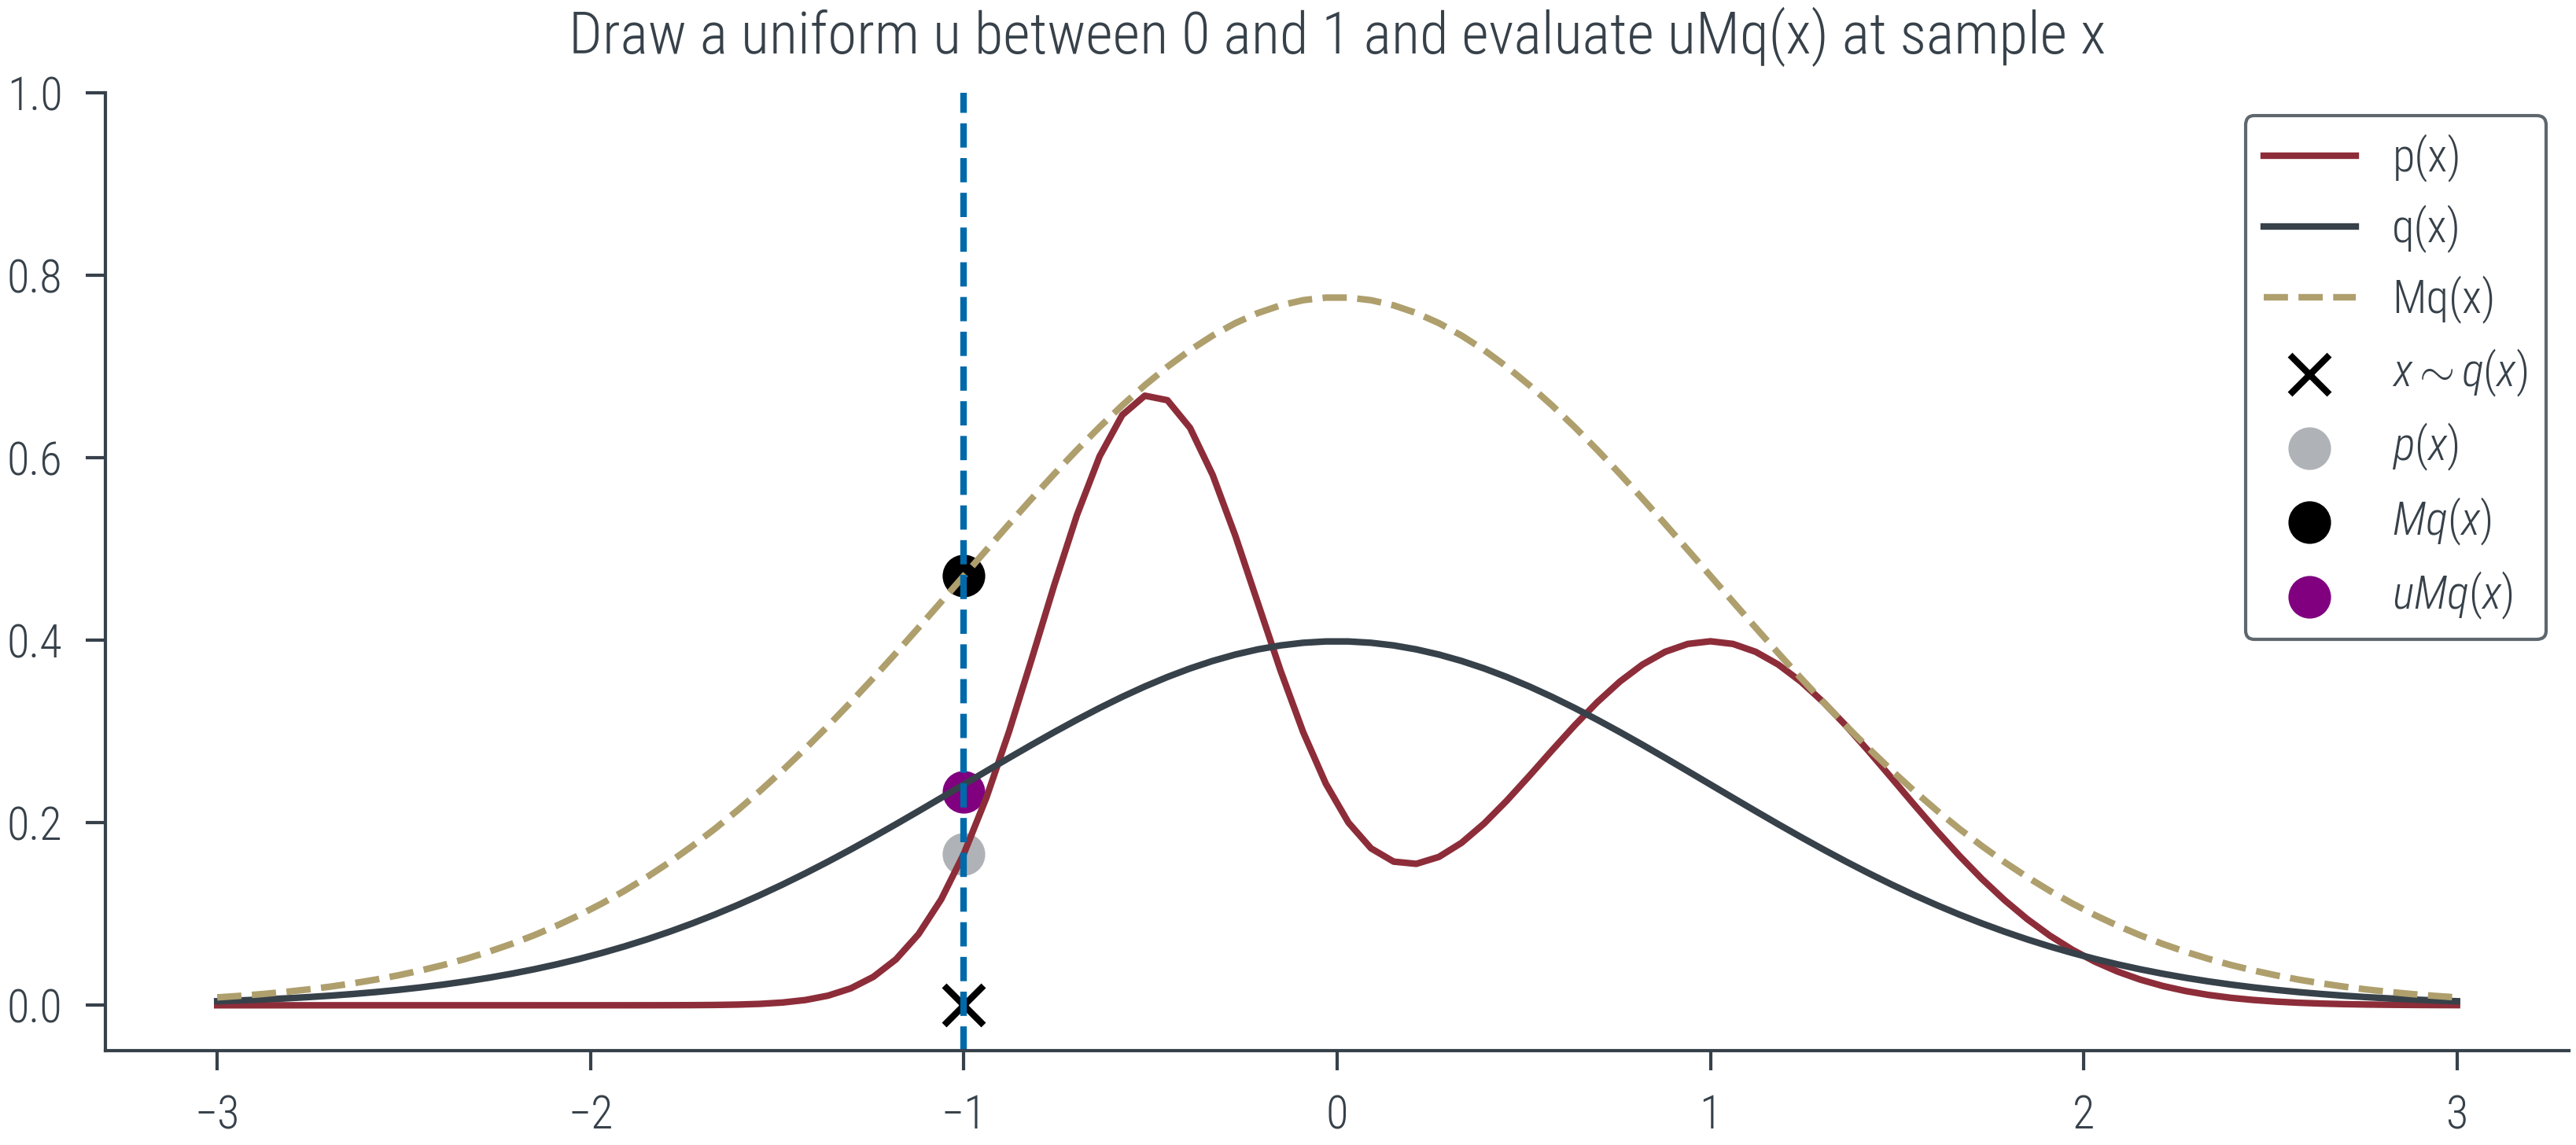 Draw a uniform u between 0 and 1 and evaluate uMq(x) at sample x
1.0
0.8
0.6
0.4
0.2
0.0
−3 −2 −1 0 1 2 3
p(x)
q(x)
Mq(x)
x ~ q(x)
p(x)
Mq(x)
uMq(x)